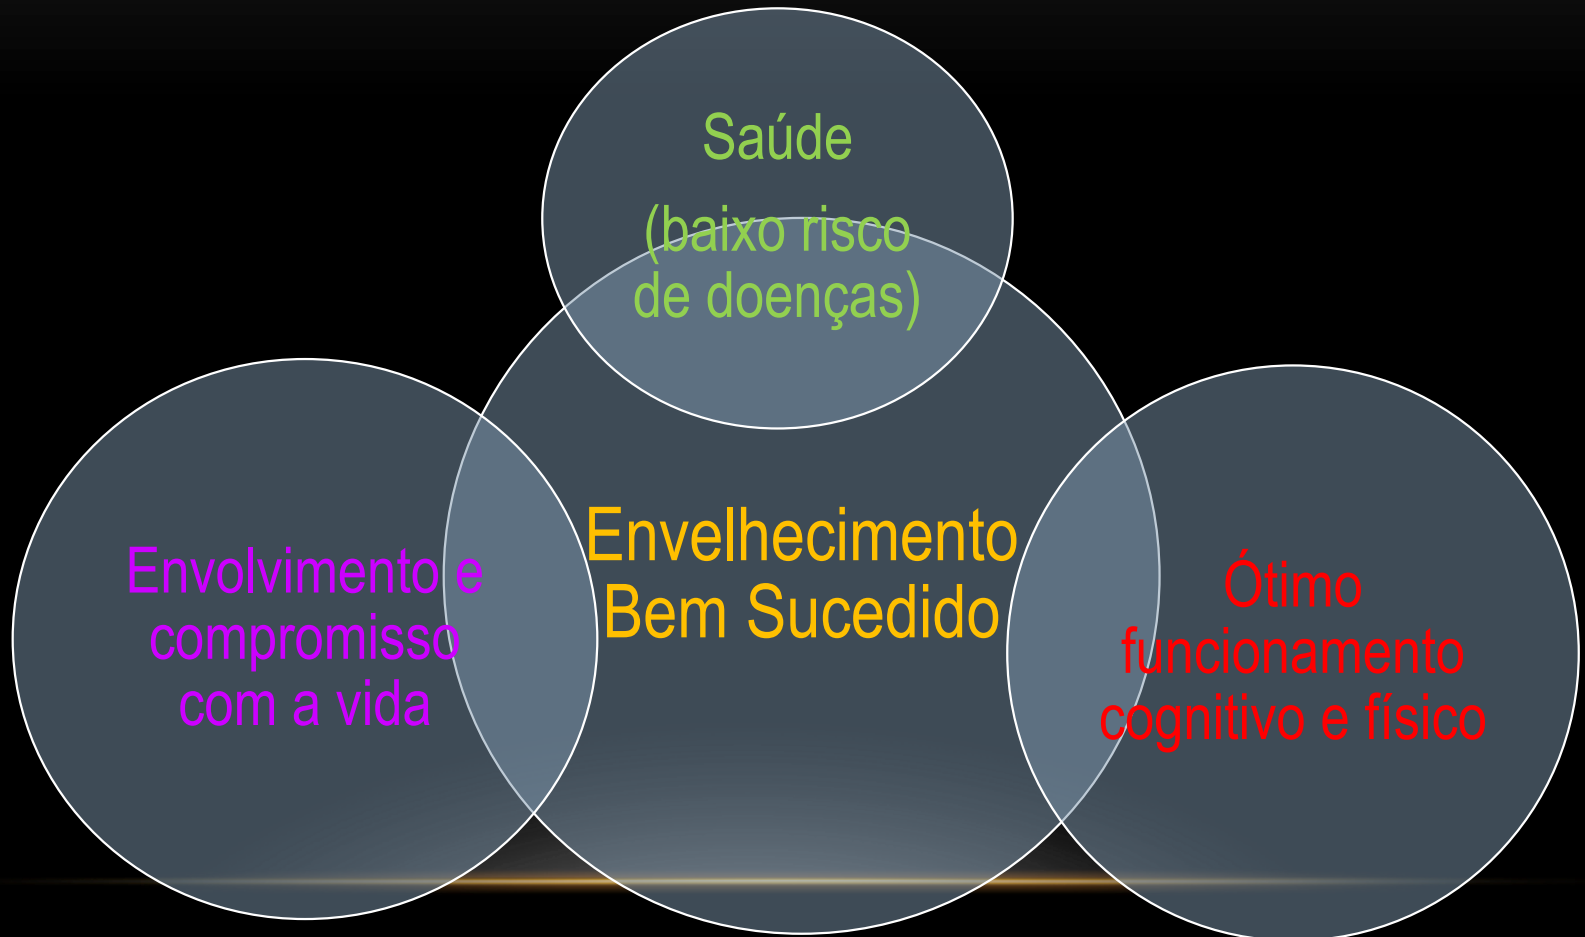 Saúde
(baixo risco
de doenças)
Envelhecimento
Bem Sucedido
Envolvimento e
compromisso
com a vida
Ótimo
funcionamento
cognitivo e físico